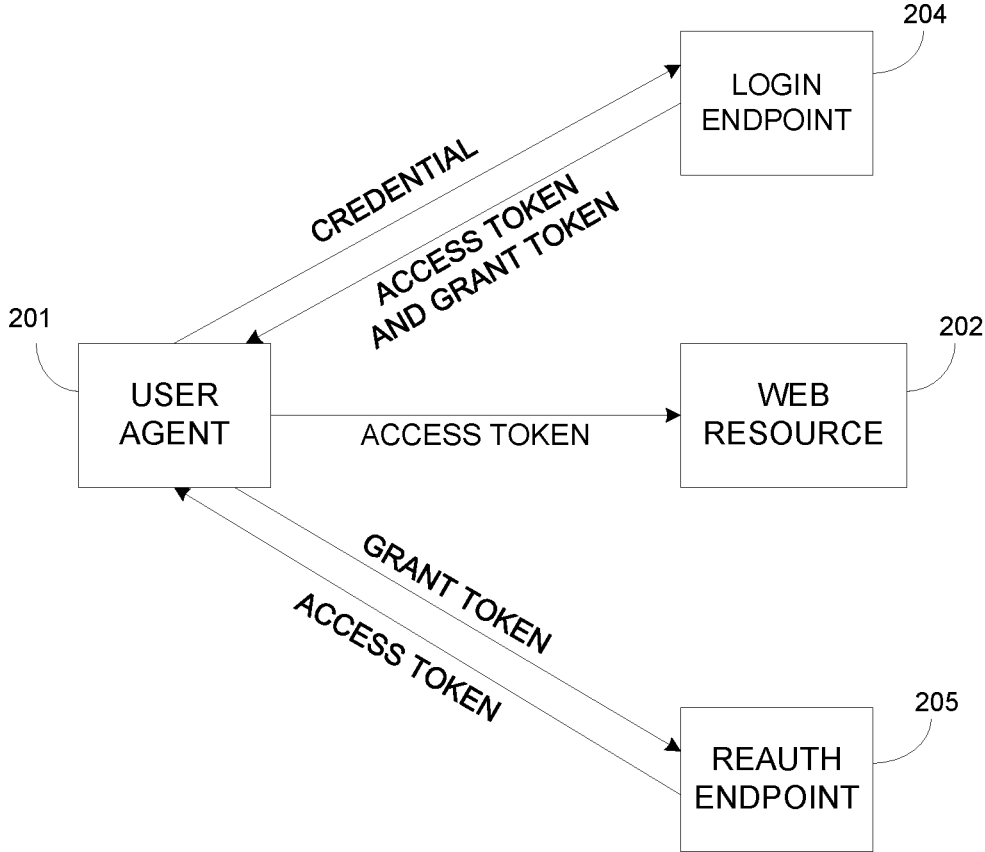 204
LOGIN
ENDPOINT
CREDENTIAL
ACCESS TOKEN
AND GRANT TOKEN
201
USER
AGENT
202
WEB
RESOURCE
ACCESS TOKEN
GRANT TOKEN
ACCESS TOKEN
205
REAUTH
ENDPOINT